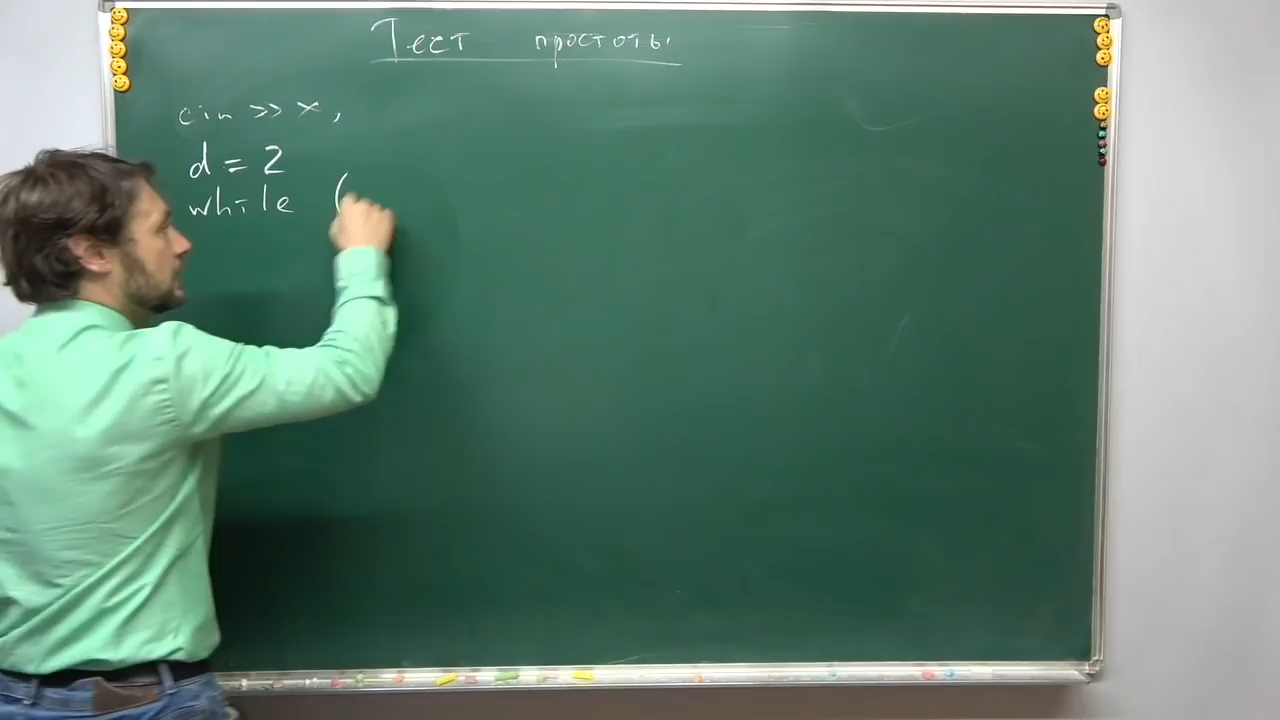 Тест простоты
cin >> x,
d = 2
while (